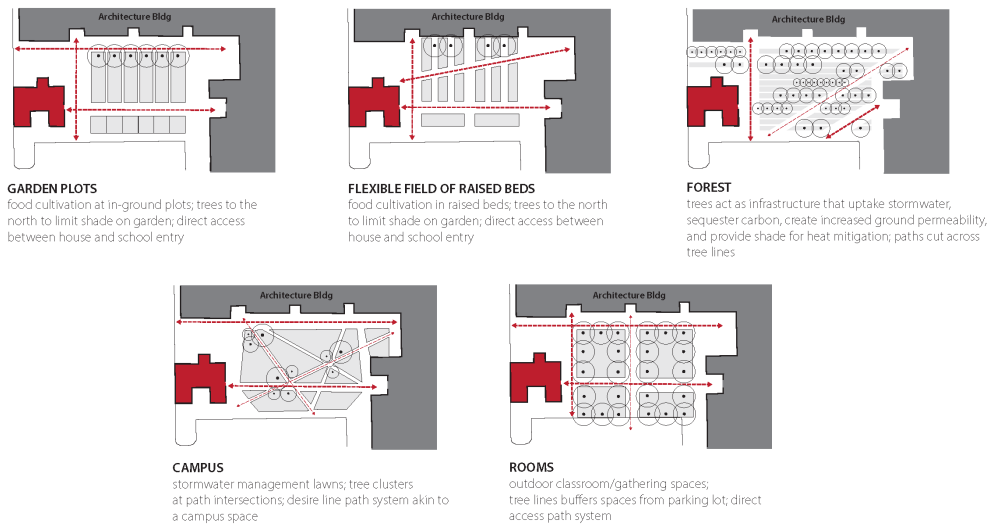 Architecture Bldg
GARDEN PLOTS
food cultivation at in-ground plots; trees to the
north to limit shade on garden; direct access
between house and school entry
Architecture Bldg
FLEXIBLE FIELD OF RAISED BEDS
food cultivation in raised beds; trees to the north
to limit shade on garden; direct access between
house and school entry
Architecture Bldg
FOREST
trees act as infrastructure that uptake stormwater,
sequester carbon, create increased ground permeability,
and provide shade for heat mitigation; paths cut across
tree lines
Architecture Bldg
CAMPUS
stormwater management lawns; tree clusters
at path intersections; desire line path system akin to
a campus space
Architecture Bldg
ROOMS
outdoor classroom/gathering spaces;
tree lines buffers spaces from parking lot; direct
access path system